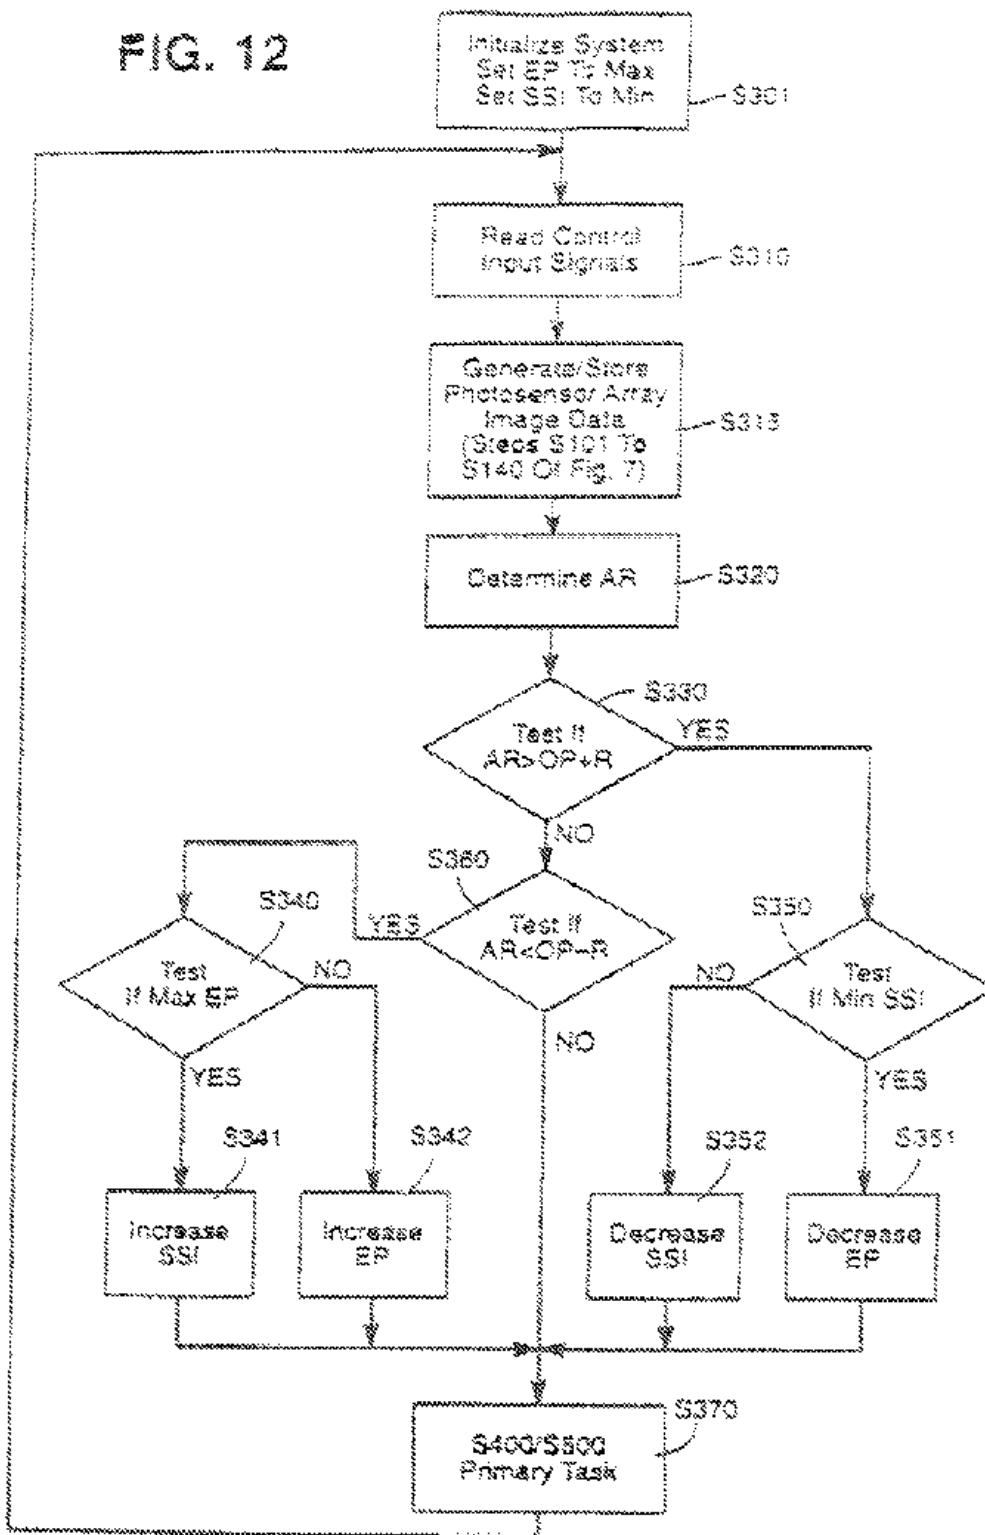 FIG. 12
Initialize System
Set EP To Max
Set SSI To Min
S301
Read Control
Input Signals
S310
Generate/Store
Photosensor Array
Image Data
(Steps S101 To
S140 Of Fig. 7)
S315
Determine AR
S320
S330
Test If
AR>OP+R
YES
NO
S360
Test If
AR<OP-R
YES
NO
S340
Test
If Max EP
NO
YES
S350
Test
If Min SSI
NO
YES
S341
Increase
SSI
S342
Increase
EP
S352
Decrease
SSI
S351
Decrease
EP
S370
S400/S500
Primary Task